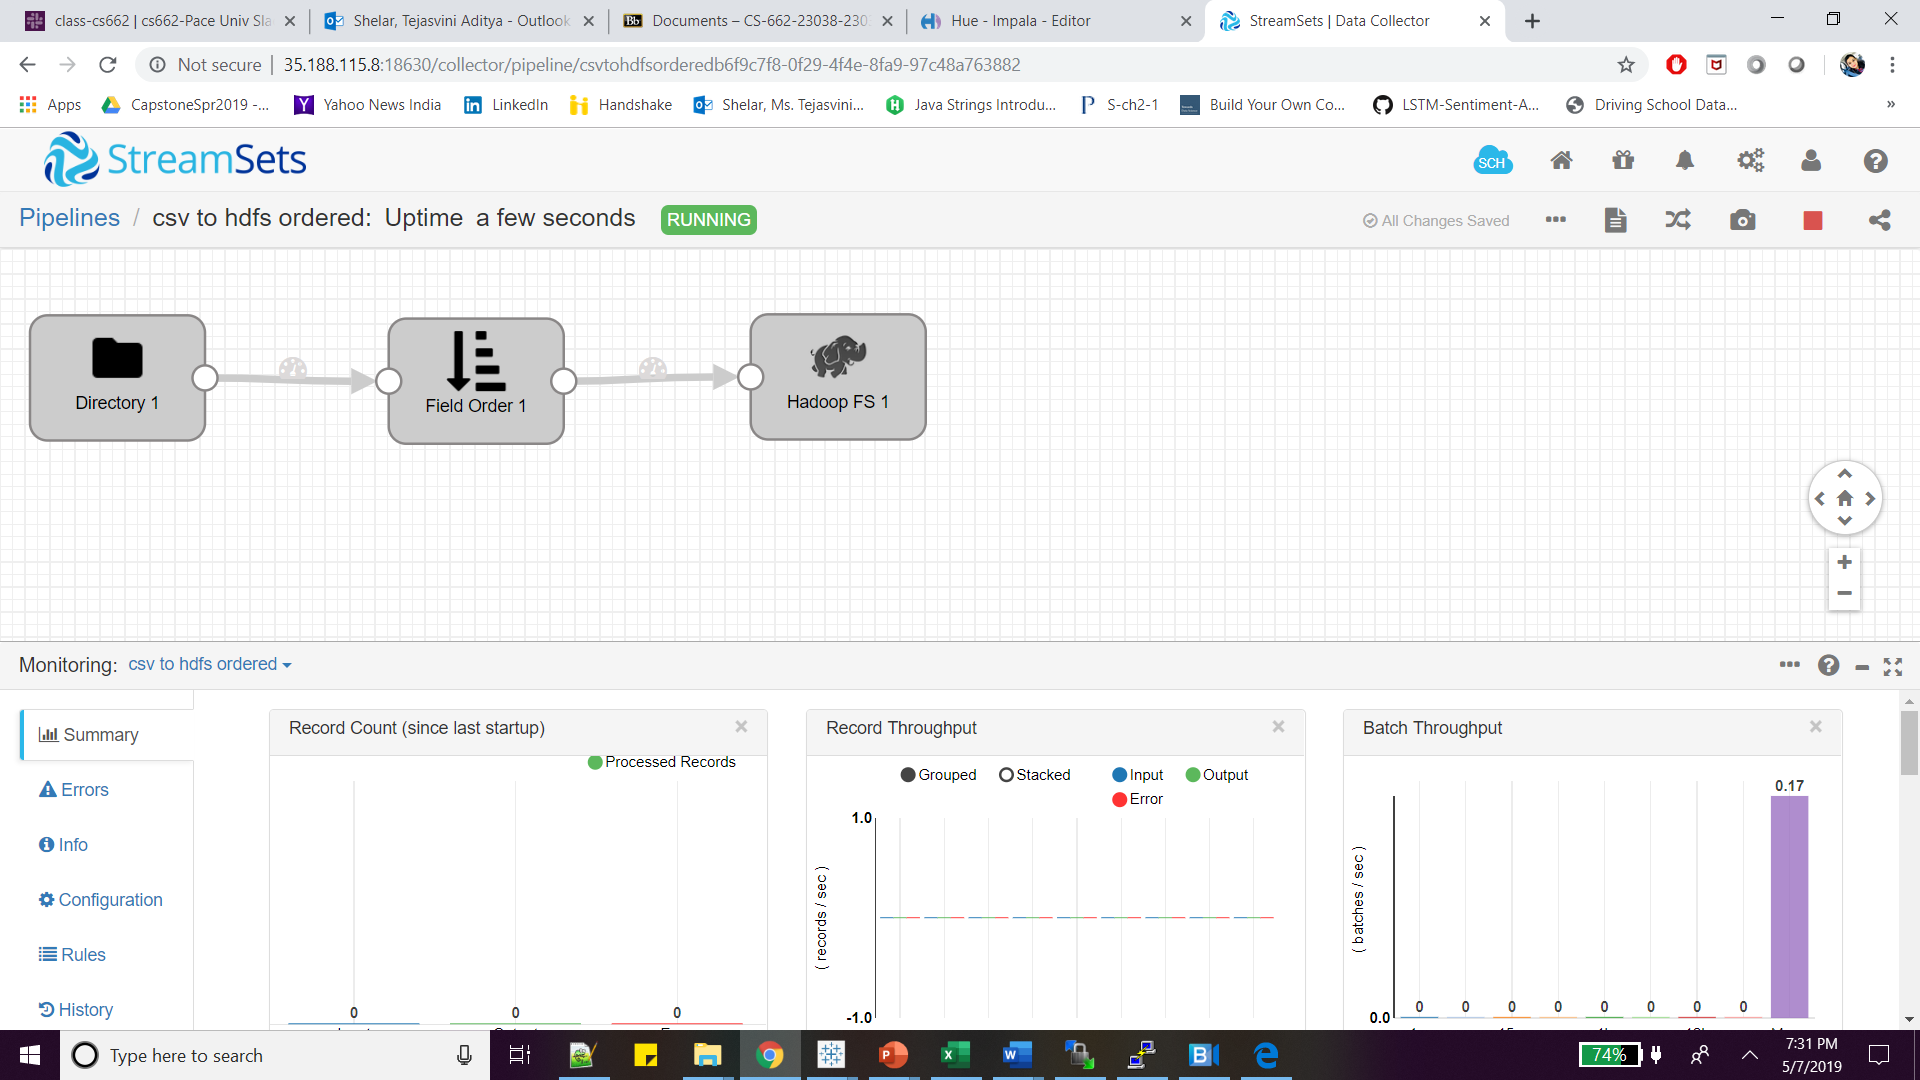 class-cs662 | cs662-Pace Univ Sla
Shelar, Tejasvini Aditya - Outlook
Bb Documents – CS-662-23038-230
Hue - Impala - Editor
StreamSets | Data Collector
Not secure | 35.188.115.8:18630/collector/pipeline/csvtohdfsorderedb6f9c7f8-0f29-4f4e-8fa9-97c48a763882
Apps
CapstoneSpr2019 -...
Yahoo News India
LinkedIn
Handshake
Shelar, Ms. Tejasvini...
Java Strings Introdu...
S-ch2-1
Build Your Own Co...
LSTM-Sentiment-A...
Driving School Data...
»
StreamSets
SCH
Pipelines / csv to hdfs ordered: Uptime a few seconds RUNNING
All Changes Saved
Directory 1
Field Order 1
Hadoop FS 1
Monitoring: csv to hdfs ordered
Summary
Errors
Info
Configuration
Rules
History
Record Count (since last startup)
Processed Records
0 0 0
Record Throughput
Grouped Stacked Input Output
Error
1.0
( records / sec )
-1.0
Batch Throughput
0.17
( batches / sec )
0 0 0 0 0 0 0 0
0.0
Type here to search
74%
7:31 PM
5/7/2019